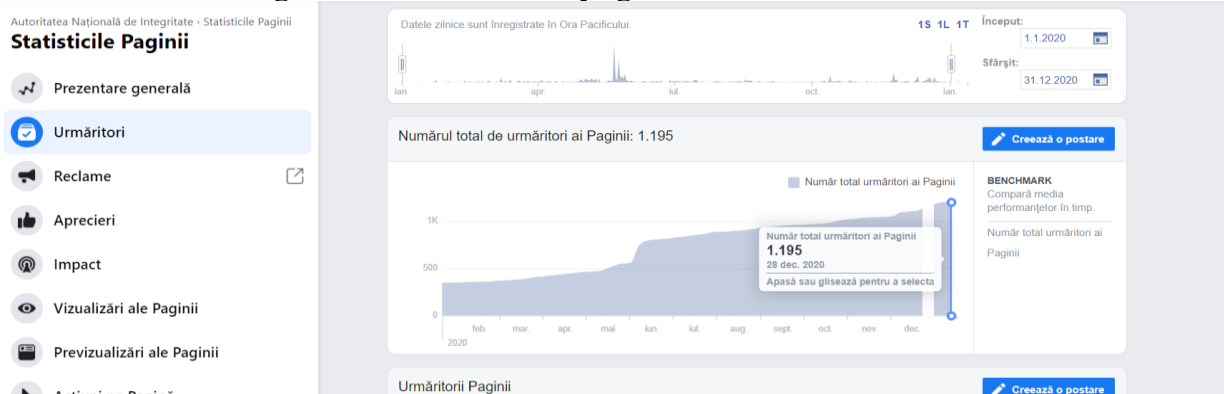 Autoritatea Națională de Integritate › Statisticile Paginii
Statisticile Paginii
Prezentare generală
Urmăritori
Reclame
Aprecieri
Impact
Vizualizări ale Paginii
Previzualizări ale Paginii
Datele zilnice sunt înregistrate în Ora Pacificului.
1S 1L 1T
Început:
1.1.2020
Sfârşit:
31.12.2020
ian. apr. iul. oct. ian.
Numărul total de urmăritori ai Paginii: 1.195
Creează o postare
Număr total urmăritori ai Paginii
1K
500
0
Număr total urmăritori ai Paginii
1.195
28 dec. 2020
Apasă sau glisează pentru a selecta
feb. mar. apr. mai iun. iul. aug. sept. oct. nov. dec.
2020
BENCHMARK
Compară media
performanţelor în timp.
Număr total urmăritori ai
Paginii
Urmăritorii Paginii
Creează o postare